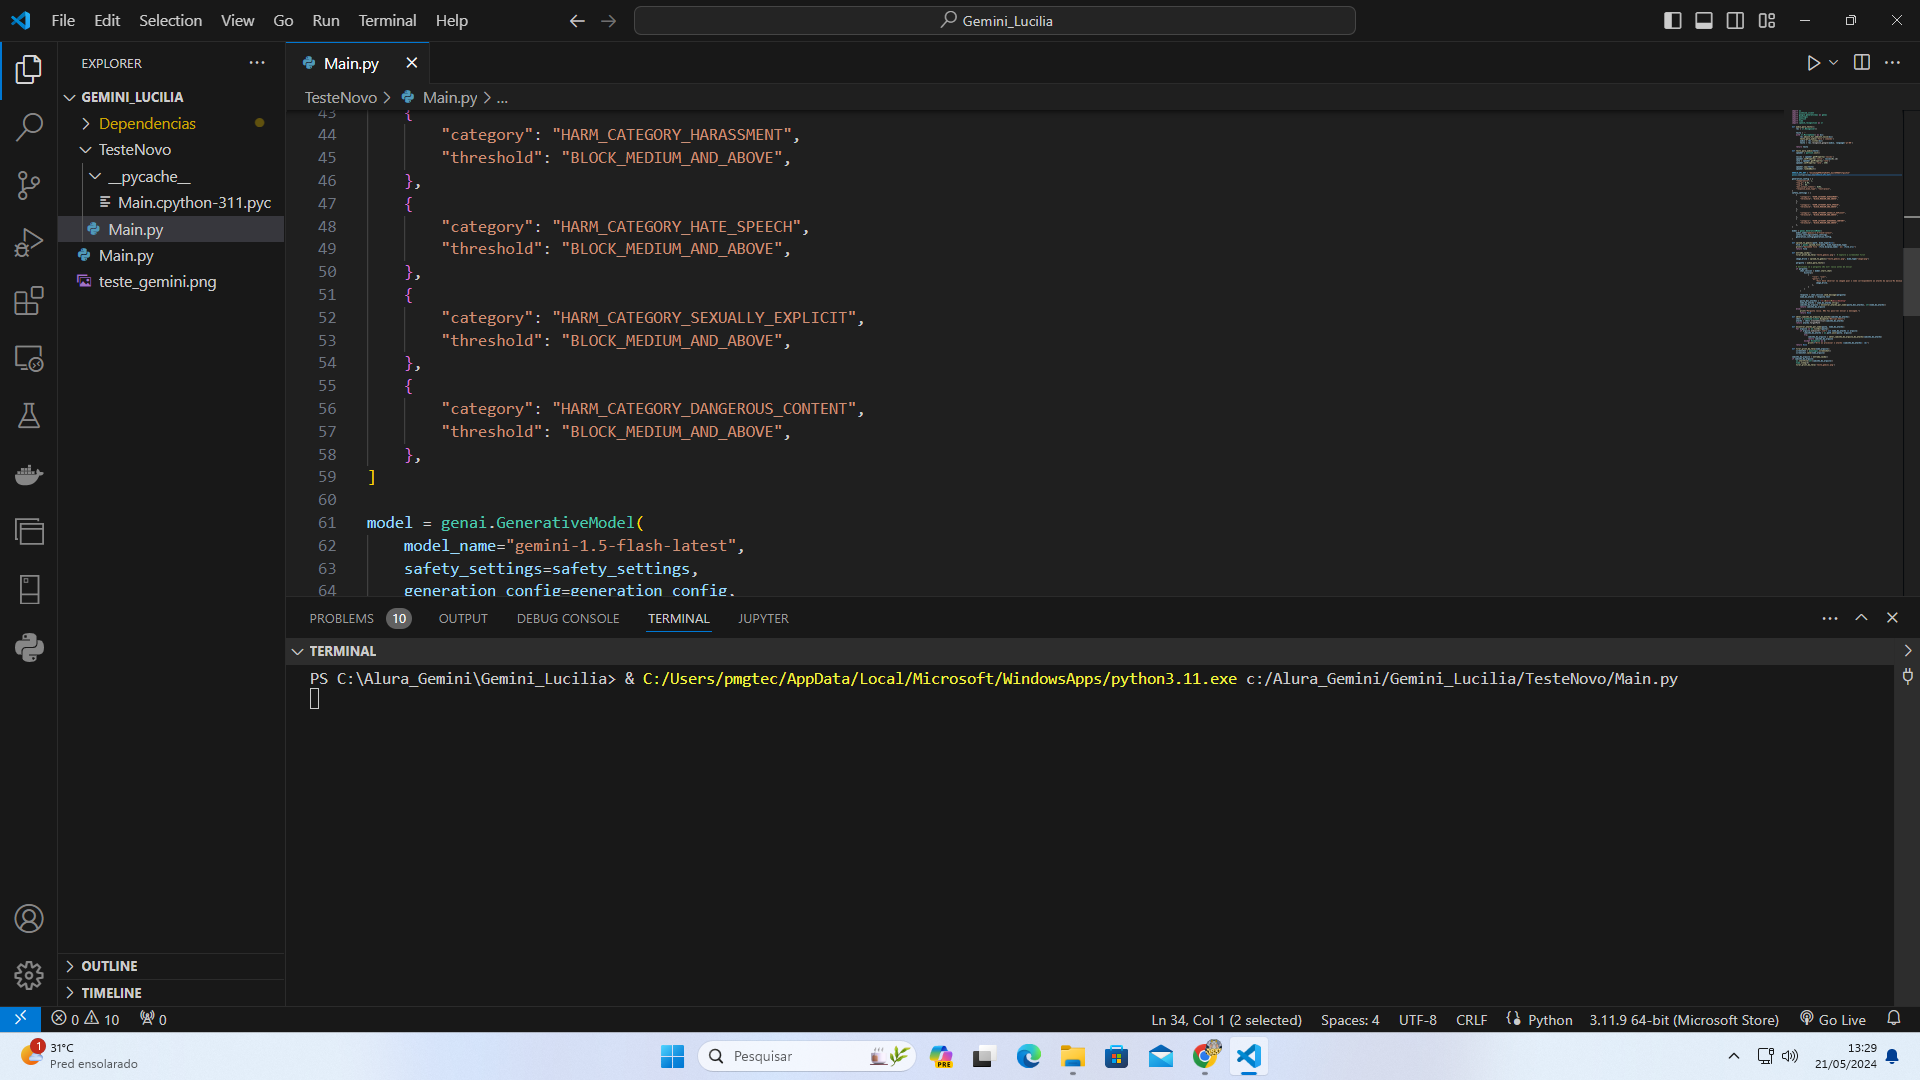 File Edit Selection View Go Run Terminal Help
Gemini_Lucilia
EXPLORER
GEMINI_LUCILIA
Dependencias
TesteNovo
__pycache__
Main.cpython-311.pyc
Main.py
Main.py
teste_gemini.png
OUTLINE
TIMELINE
Main.py
TesteNovo > Main.py > ...
43 {
44 "category": "HARM_CATEGORY_HARASSMENT",
45 "threshold": "BLOCK_MEDIUM_AND_ABOVE",
46 },
47 {
48 "category": "HARM_CATEGORY_HATE_SPEECH",
49 "threshold": "BLOCK_MEDIUM_AND_ABOVE",
50 },
51 {
52 "category": "HARM_CATEGORY_SEXUALLY_EXPLICIT",
53 "threshold": "BLOCK_MEDIUM_AND_ABOVE",
54 },
55 {
56 "category": "HARM_CATEGORY_DANGEROUS_CONTENT",
57 "threshold": "BLOCK_MEDIUM_AND_ABOVE",
58 },
59 ]
60
61 model = genai.GenerativeModel(
62 model_name="gemini-1.5-flash-latest",
63 safety_settings=safety_settings,
64 generation_config=generation_config,
PROBLEMS 10 OUTPUT DEBUG CONSOLE TERMINAL JUPYTER
TERMINAL
PS C:\Alura_Gemini\Gemini_Lucilia> & C:/Users/pmgtec/AppData/Local/Microsoft/WindowsApps/python3.11.exe c:/Alura_Gemini/Gemini_Lucilia/TesteNovo/Main.py
0 10 0
Ln 34, Col 1 (2 selected) Spaces: 4 UTF-8 CRLF Python 3.11.9 64-bit (Microsoft Store) Go Live
1
31°C
Pred ensolarado
Pesquisar
PRE
13:29
21/05/2024